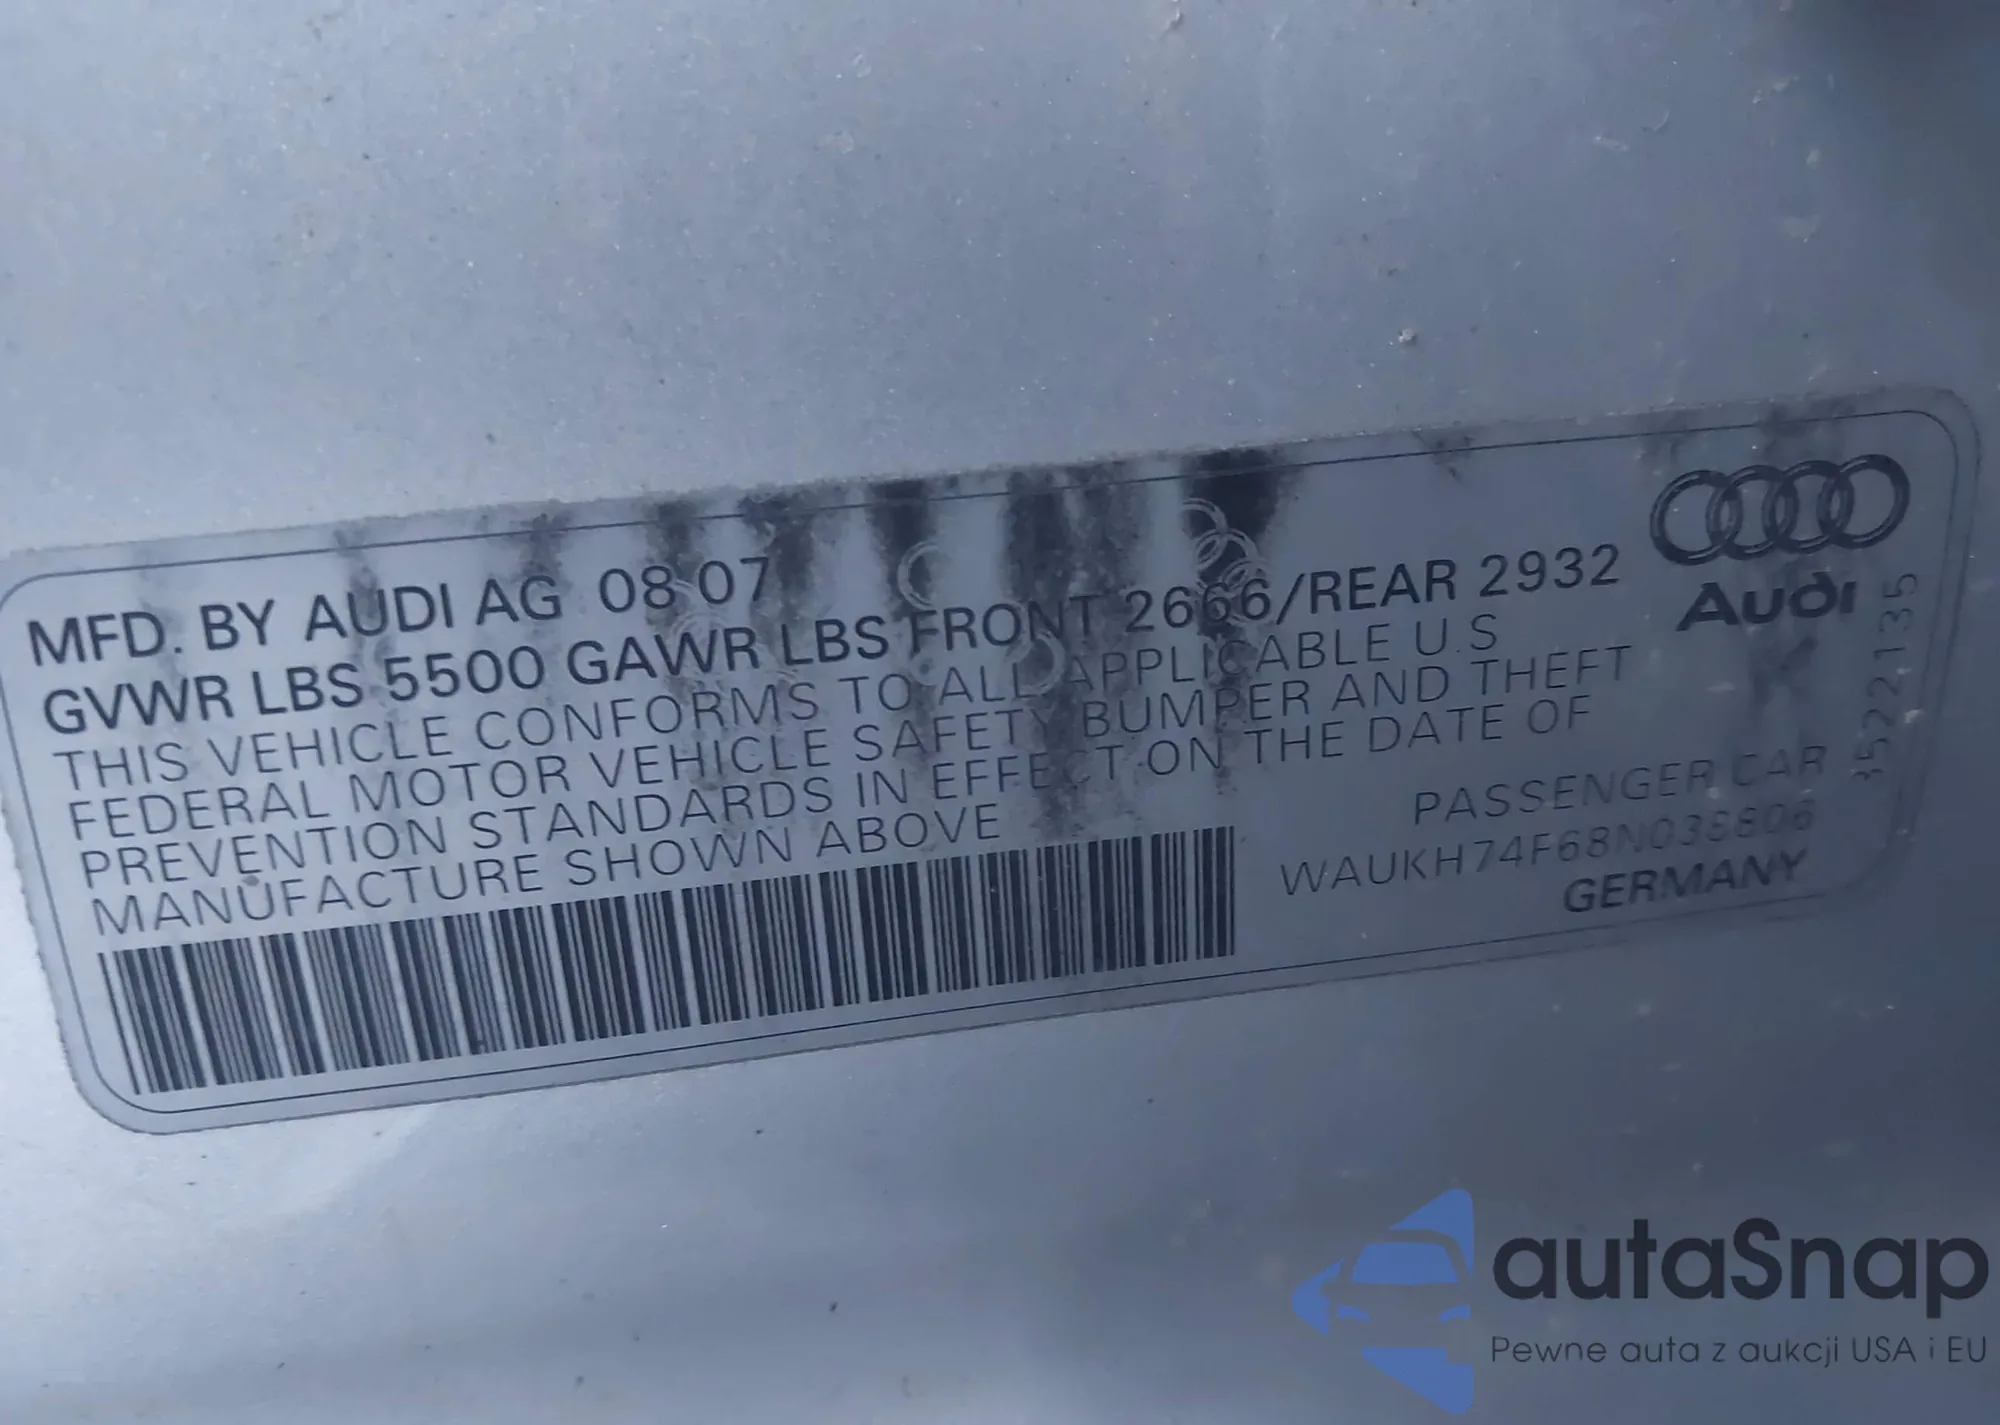 MFD. BY AUDI AG 08 07
GVWR LBS 5500 GAWR LBS FRONT 2666/REAR 2932
THIS VEHICLE CONFORMS TO ALL APPLICABLE U.S
FEDERAL MOTOR VEHICLE SAFETY BUMPER AND THEFT
PREVENTION STANDARDS IN EFFECT ON THE DATE OF
MANUFACTURE SHOWN ABOVE
Audi
PASSENGER CAR
WAUKH74F68N038806
GERMANY
3522135
autaSnap
Pewne auta z aukcji USA i EU